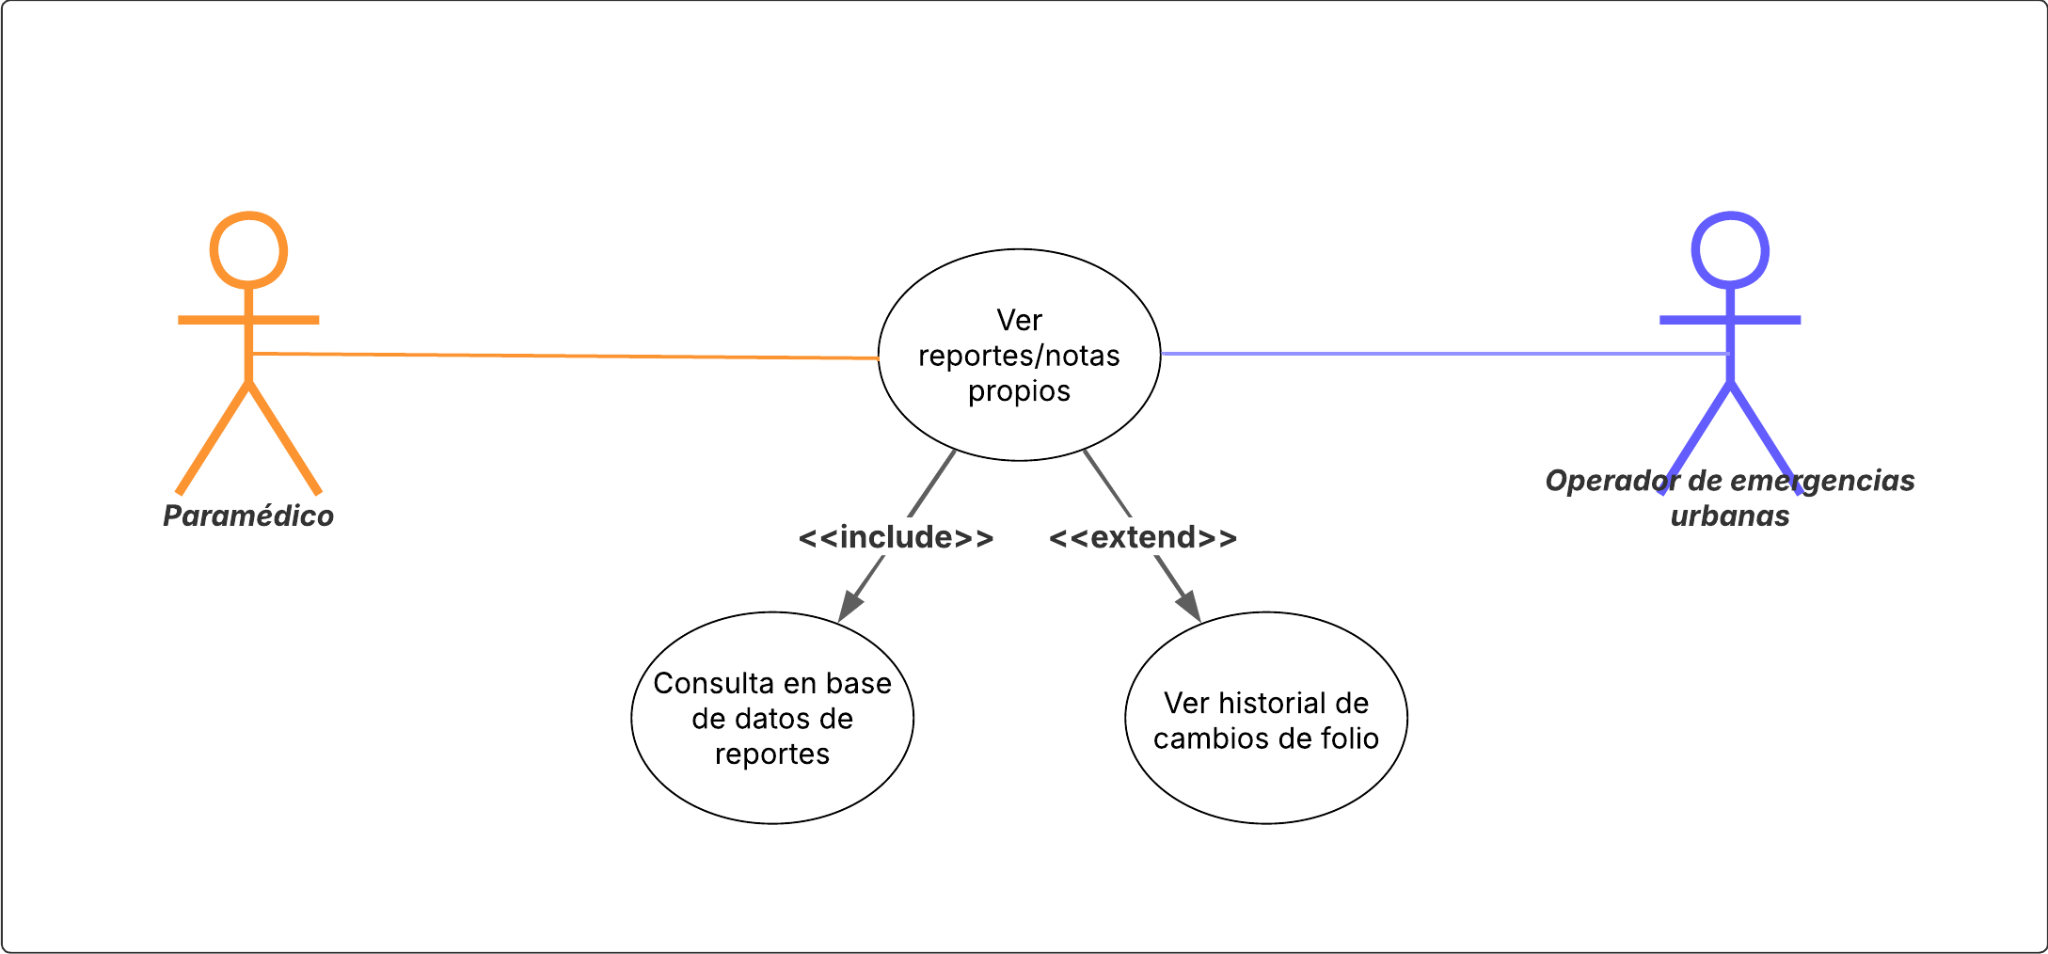 Ver
reportes/notas
propios
Paramédico
Operador de emergencias
urbanas
<<include>>
<<extend>>
Consulta en base
de datos de
reportes
Ver historial de
cambios de folio